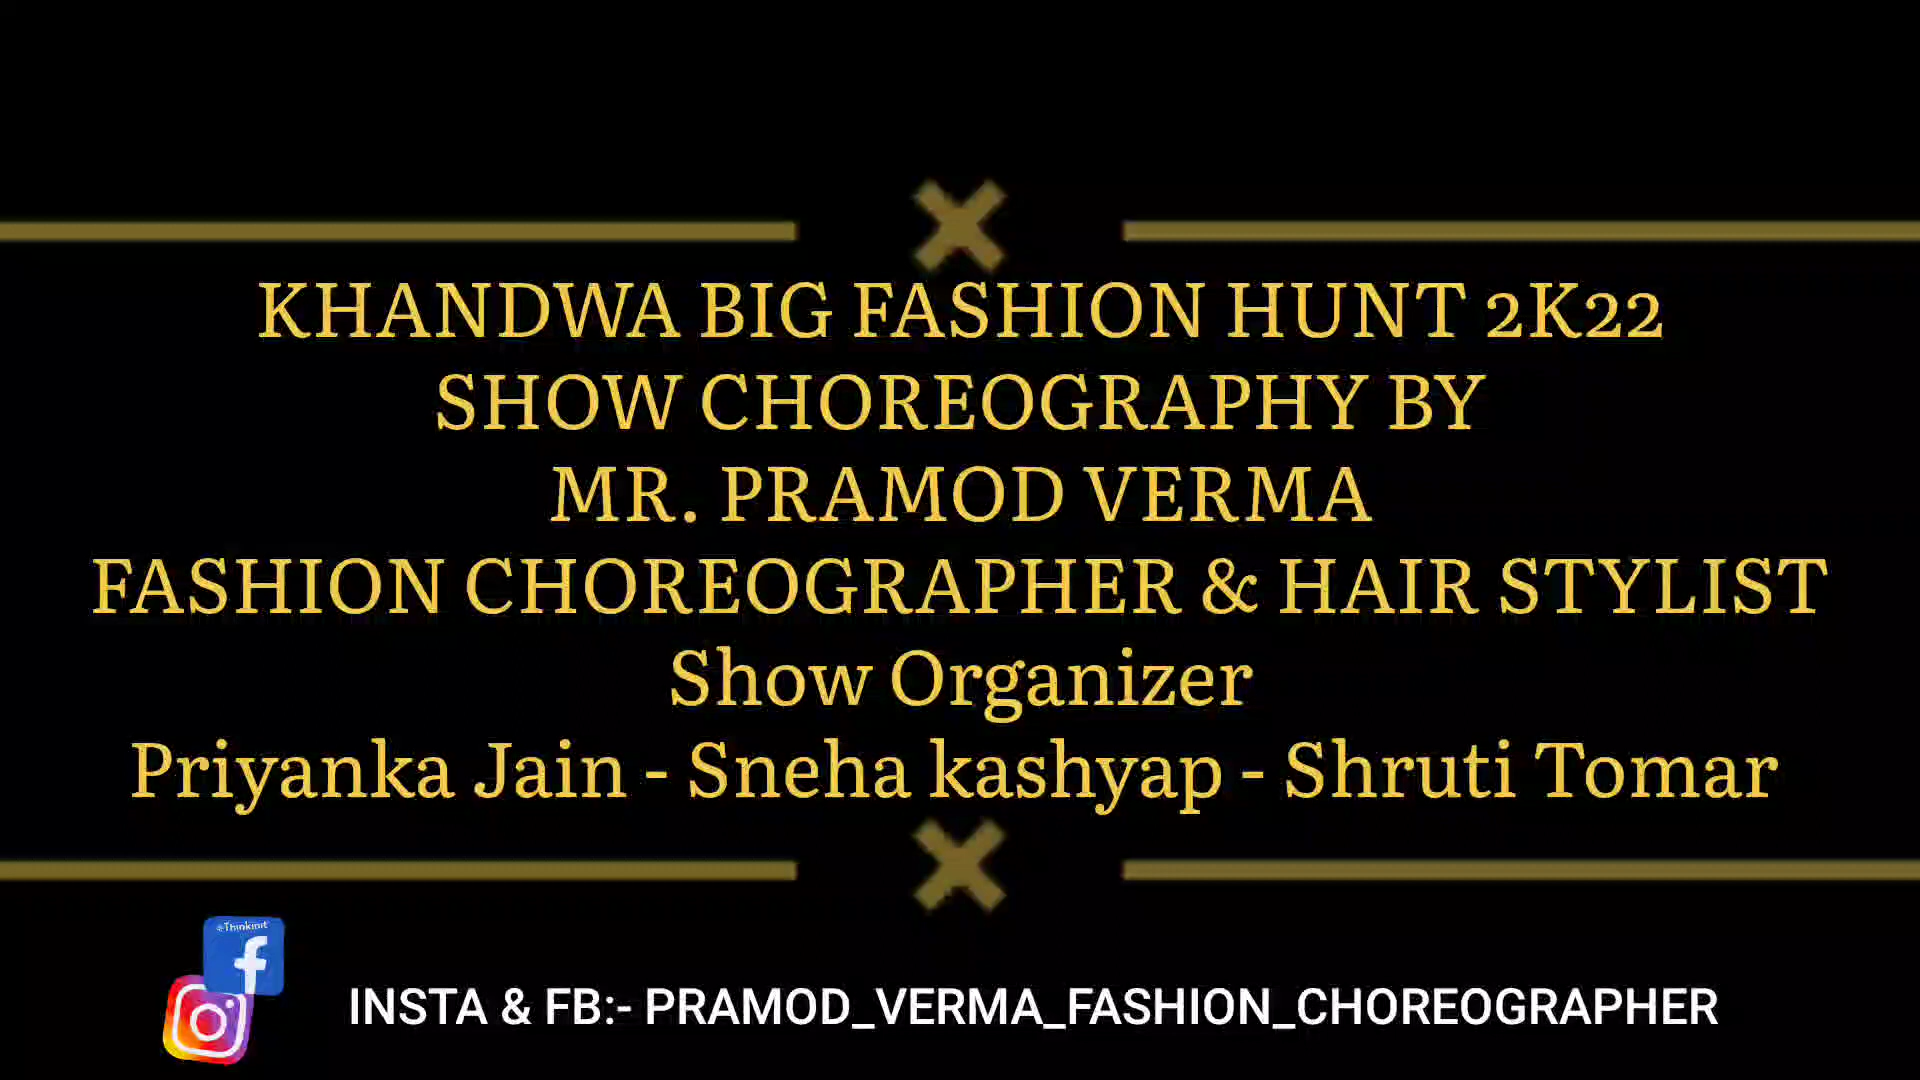 KHANDWA BIG FASHION HUNT 2K22
SHOW CHOREOGRAPHY BY
MR. PRAMOD VERMA
FASHION CHOREOGRAPHER & HAIR STYLIST
Show Organizer
Priyanka Jain - Sneha kashyap - Shruti Tomar
@Thinkinit
INSTA & FB:- PRAMOD_VERMA_FASHION_CHOREOGRAPHER